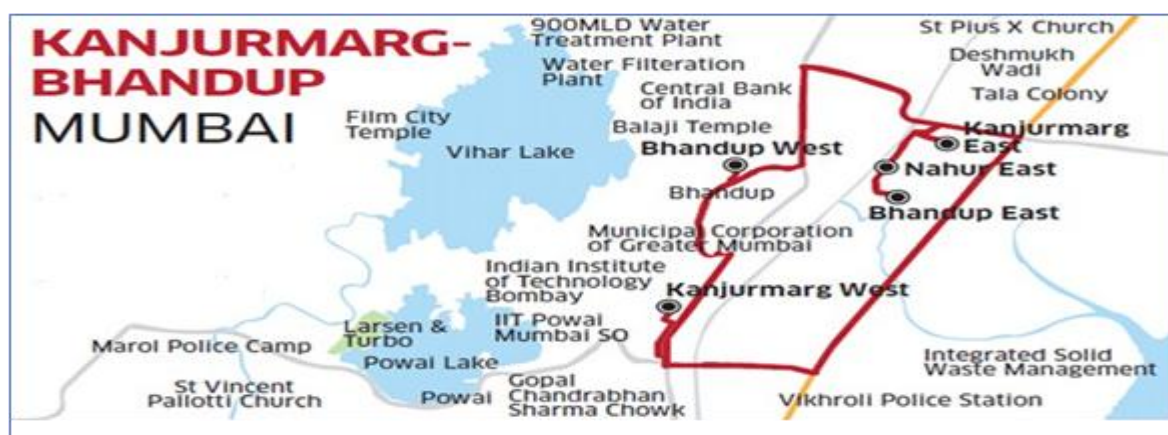 KANJURMARG-
BHANDUP
MUMBAI
900MLD Water
Treatment Plant
Water Filteration
Plant
Central Bank
of India
Balaji Temple
Film City
Temple
Vihar Lake
Bhandup West
Bhandup
St Pius X Church
Deshmukh
Wadi
Tala Colony
Kanjurmarg
East
Nahur East
Bhandup East
Municipal Corporation
of Greater Mumbai
Indian Institute
of Technology
Bombay
Kanjurmarg West
IIT Powai
Mumbai SO
Larsen &
Turbo
Marol Police Camp
Powai Lake
St Vincent
Pallotti Church
Powai
Gopal
Chandrabhan
Sharma Chowk
Integrated Solid
Waste Management
Vikhroli Police Station